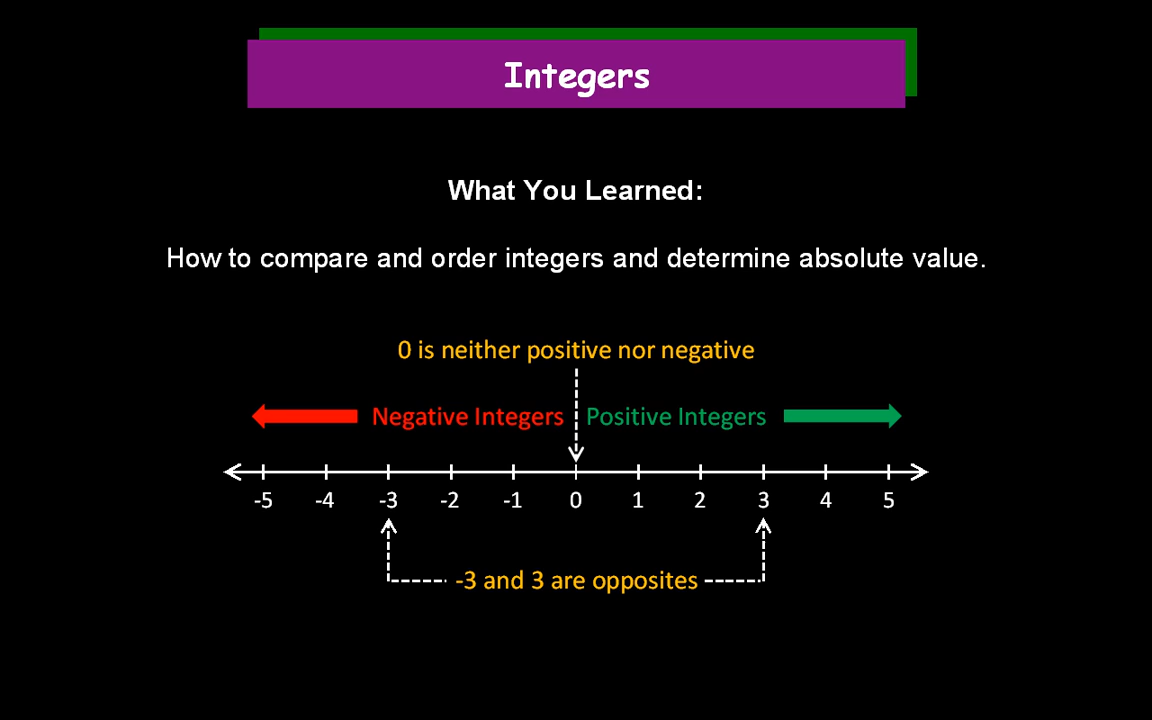 Integers
What You Learned:
How to compare and order integers and determine absolute value.
0 is neither positive nor negative
Negative Integers Positive Integers
-5 -4 -3 -2 -1 0 1 2 3 4 5
-3 and 3 are opposites